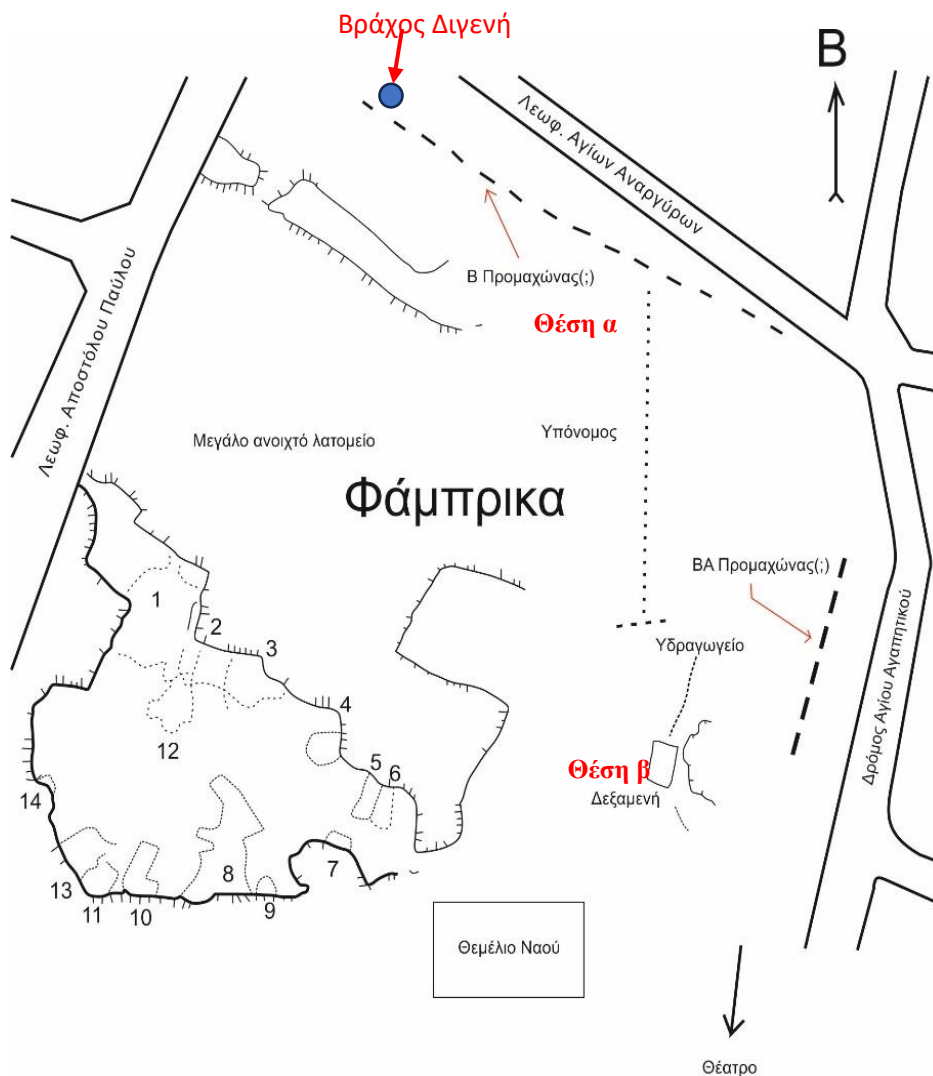 Βράχος Διγενή
Β
Λεωφ. Αγίων Αναργύρων
Λεωφ. Αποστόλου Παύλου
Β Προμαχώνας(;)
Θέση α
Μεγάλο ανοιχτό λατομείο
Υπόνομος
Φάμπρικα
ΒΑ Προμαχώνας(;)
Δρόμος Αγίου Αγαπητικού
1
2
3
Υδραγωγείο
4
12
5
6
Θέση β
Δεξαμενή
14
7
8
13
9
11
10
Θεμέλιο Ναού
Θέατρο